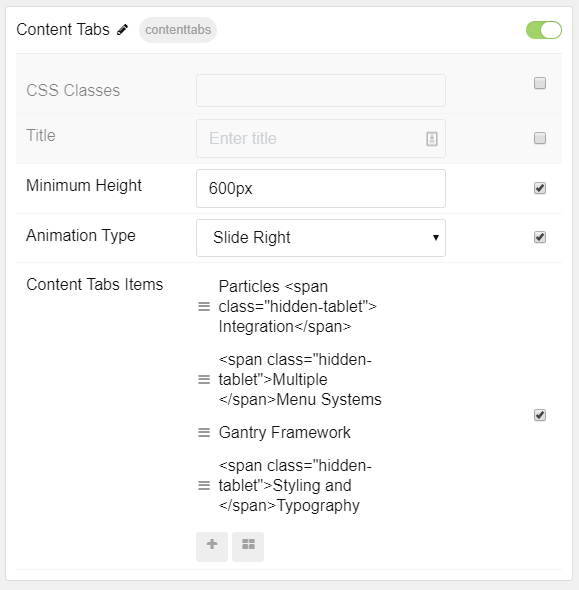 Content Tabs contenttabs
CSS Classes
Title Enter title
Minimum Height 600px
Animation Type Slide Right
Content Tabs Items
Particles <span
class="hidden-tablet">
Integration</span>
<span class="hidden-
tablet">Multiple
</span>Menu Systems
Gantry Framework
<span class="hidden-
tablet">Styling and
</span>Typography